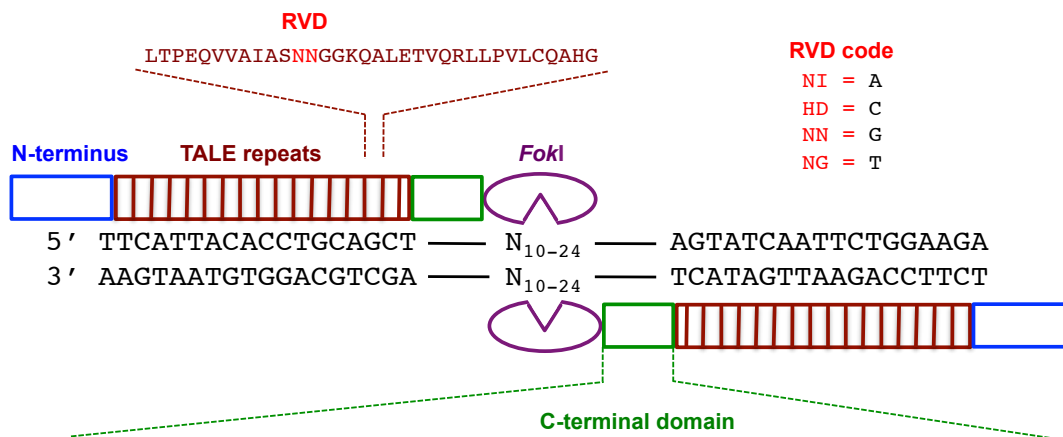 RVD
LTPEQVVAIASNNGGKQALETVQRLLPVLCQAHG
RVD code
NI = A
HD = C
NN = G
NG = T
N-terminus TALE repeats FokI
5′ TTCATTACACCTGCAGCT N10–24 AGTATCAATTCTGGAAGA
3′ AAGTAATGTGGACGTCGA N10–24 TCATAGTTAAGACCTTCT
C-terminal domain